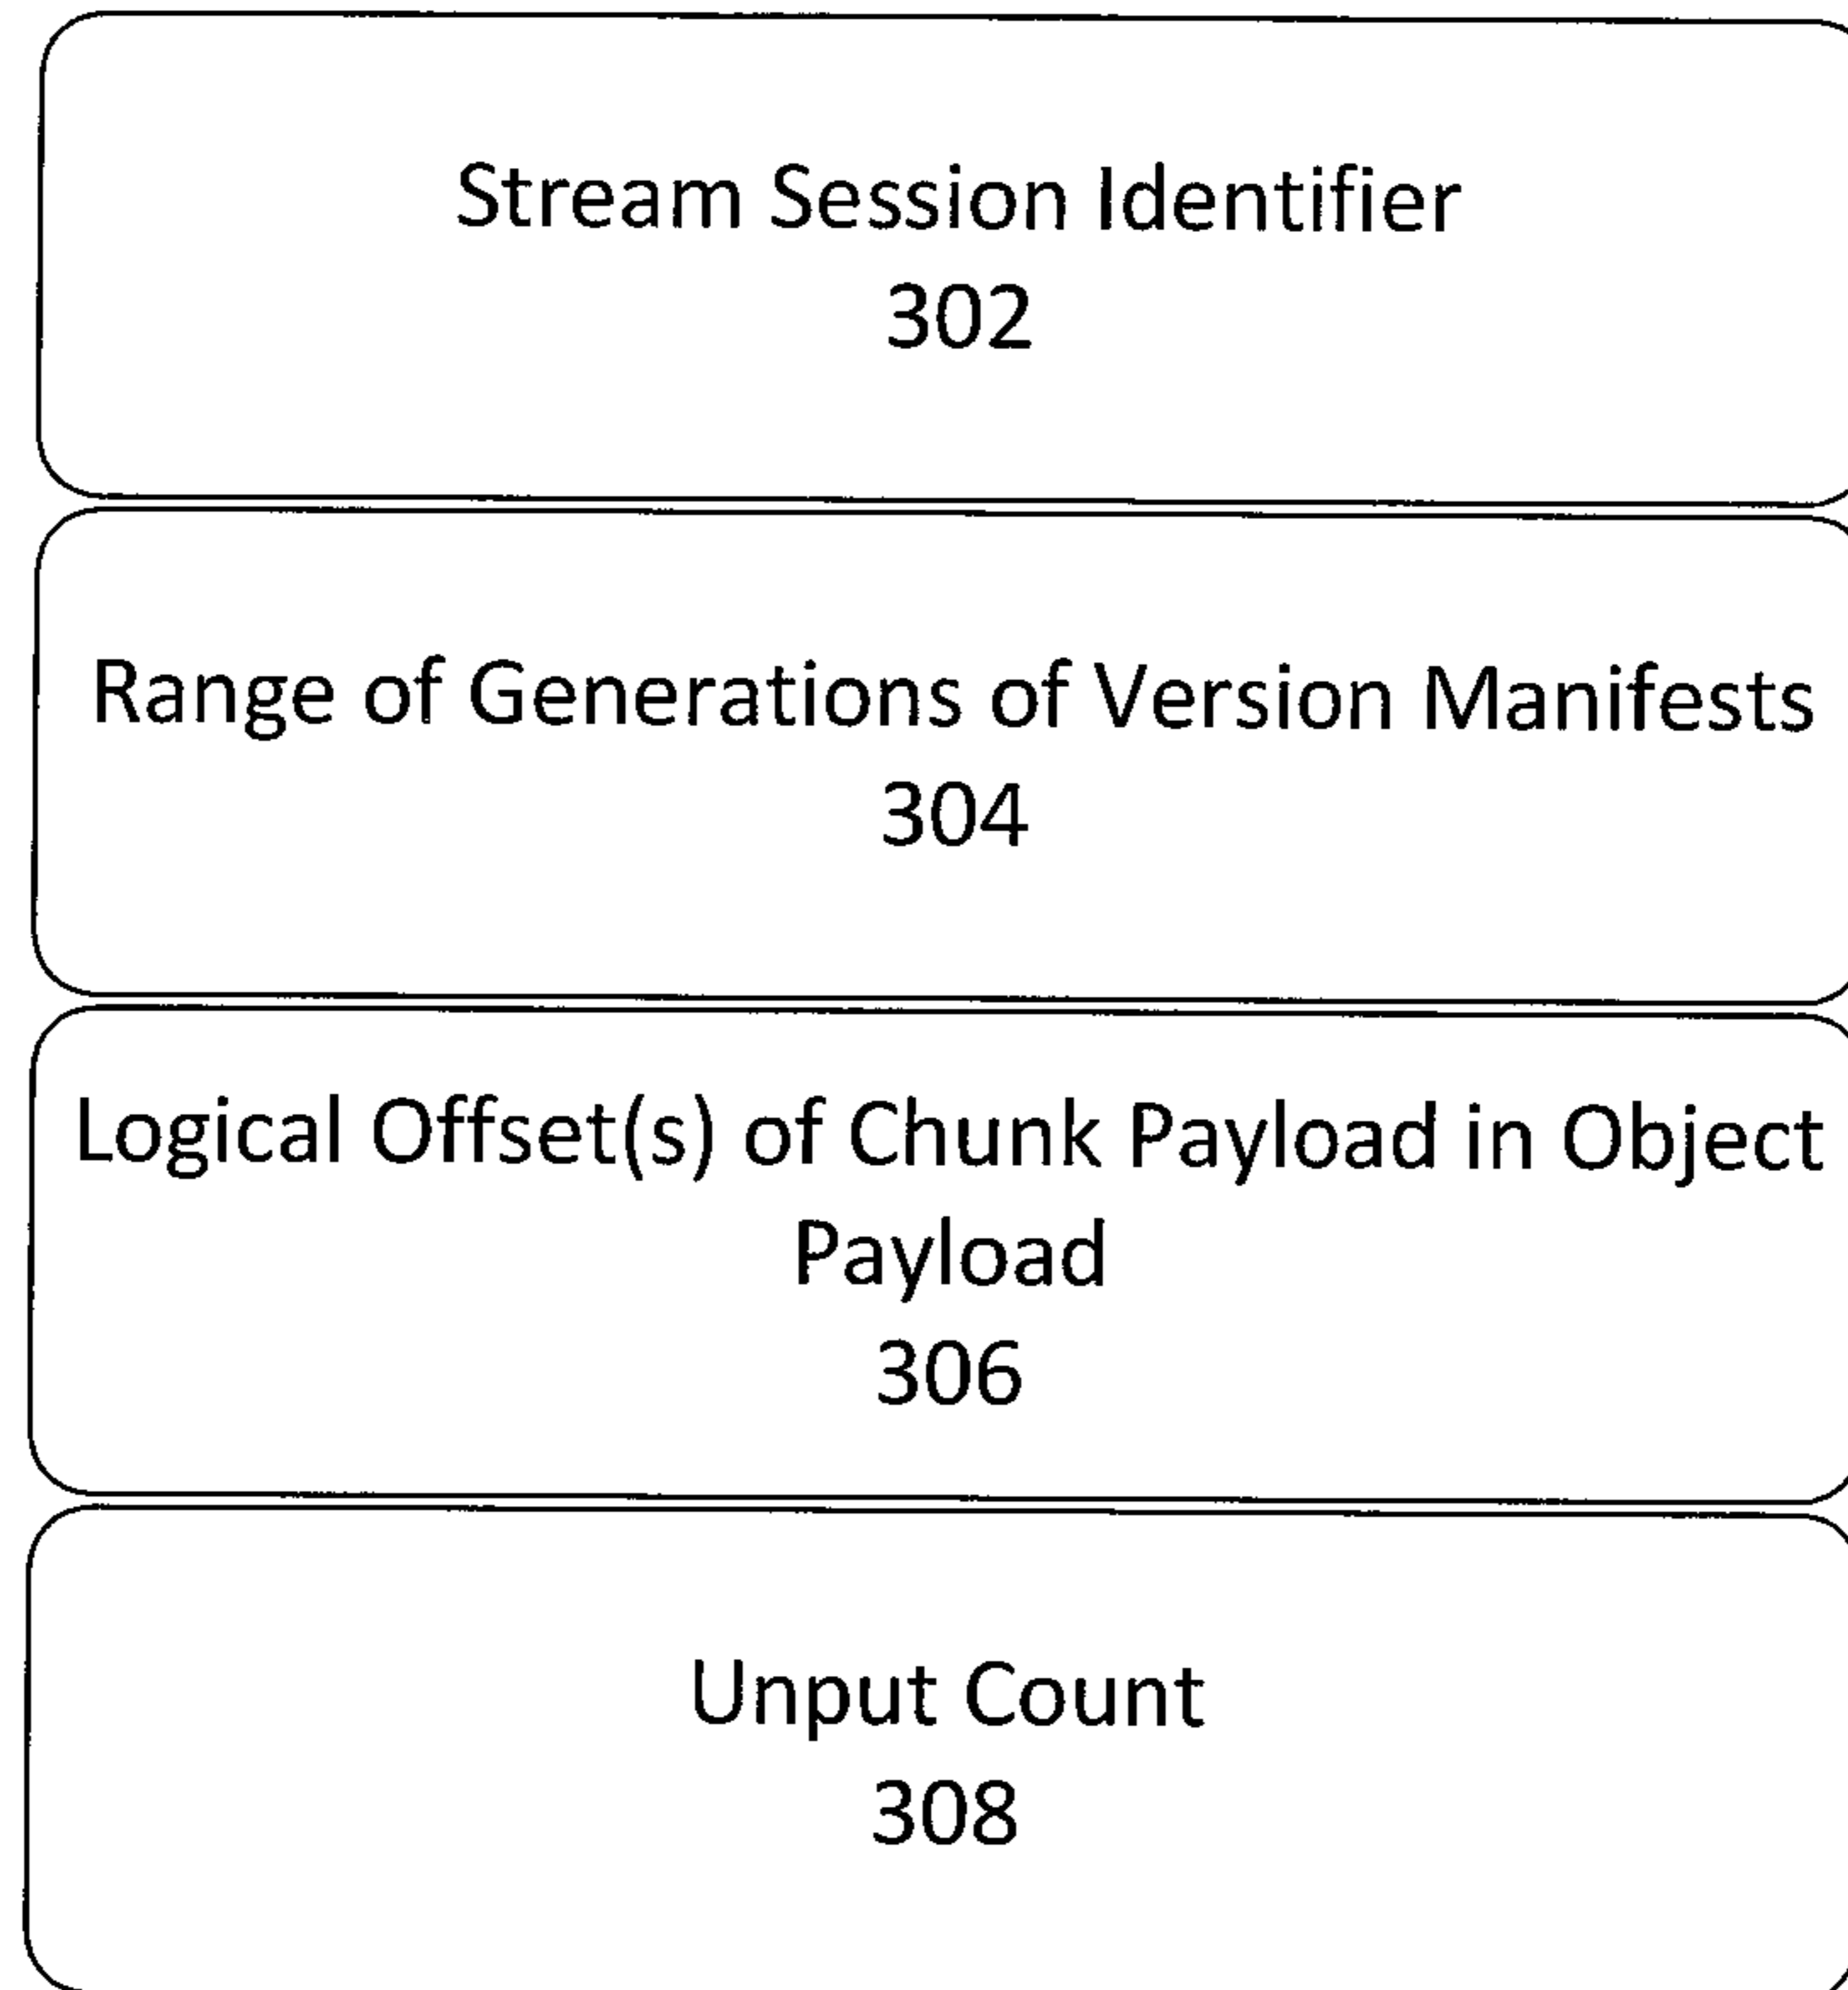 Stream Session Identifier
302
Range of Generations of Version Manifests
304
Logical Offset(s) of Chunk Payload in Object
Payload
306
Unput Count
308